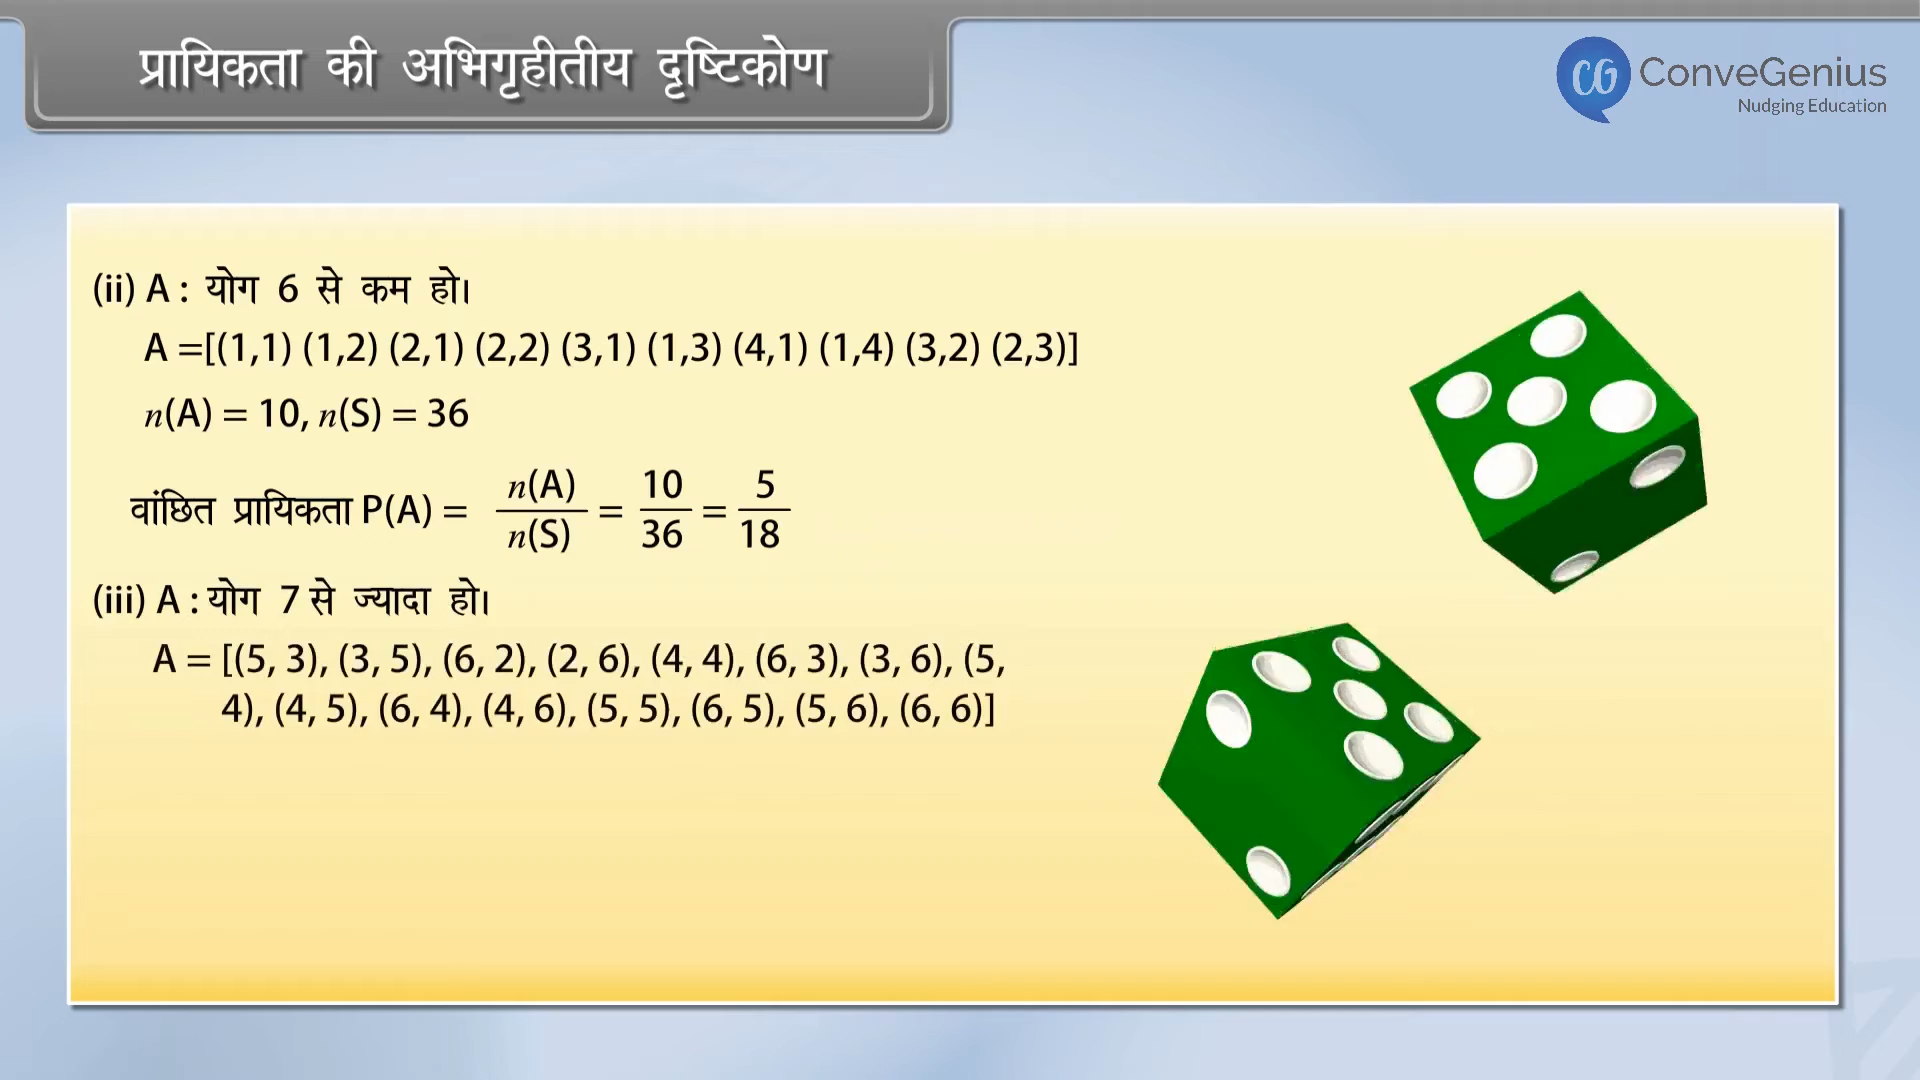 प्रायिकता की अभिगृहीतीय दृष्टिकोण
ConveGenius
Nudging Education
(ii) A : योग 6 से कम हो।
A =[(1,1) (1,2) (2,1) (2,2) (3,1) (1,3) (4,1) (1,4) (3,2) (2,3)]
n(A) = 10, n(S) = 36
वांछित प्रायिकता P(A) = n(A)/n(S) = 10/36 = 5/18
(iii) A : योग 7 से ज्यादा हो।
A = [(5, 3), (3, 5), (6, 2), (2, 6), (4, 4), (6, 3), (3, 6), (5,
4), (4, 5), (6, 4), (4, 6), (5, 5), (6, 5), (5, 6), (6, 6)]